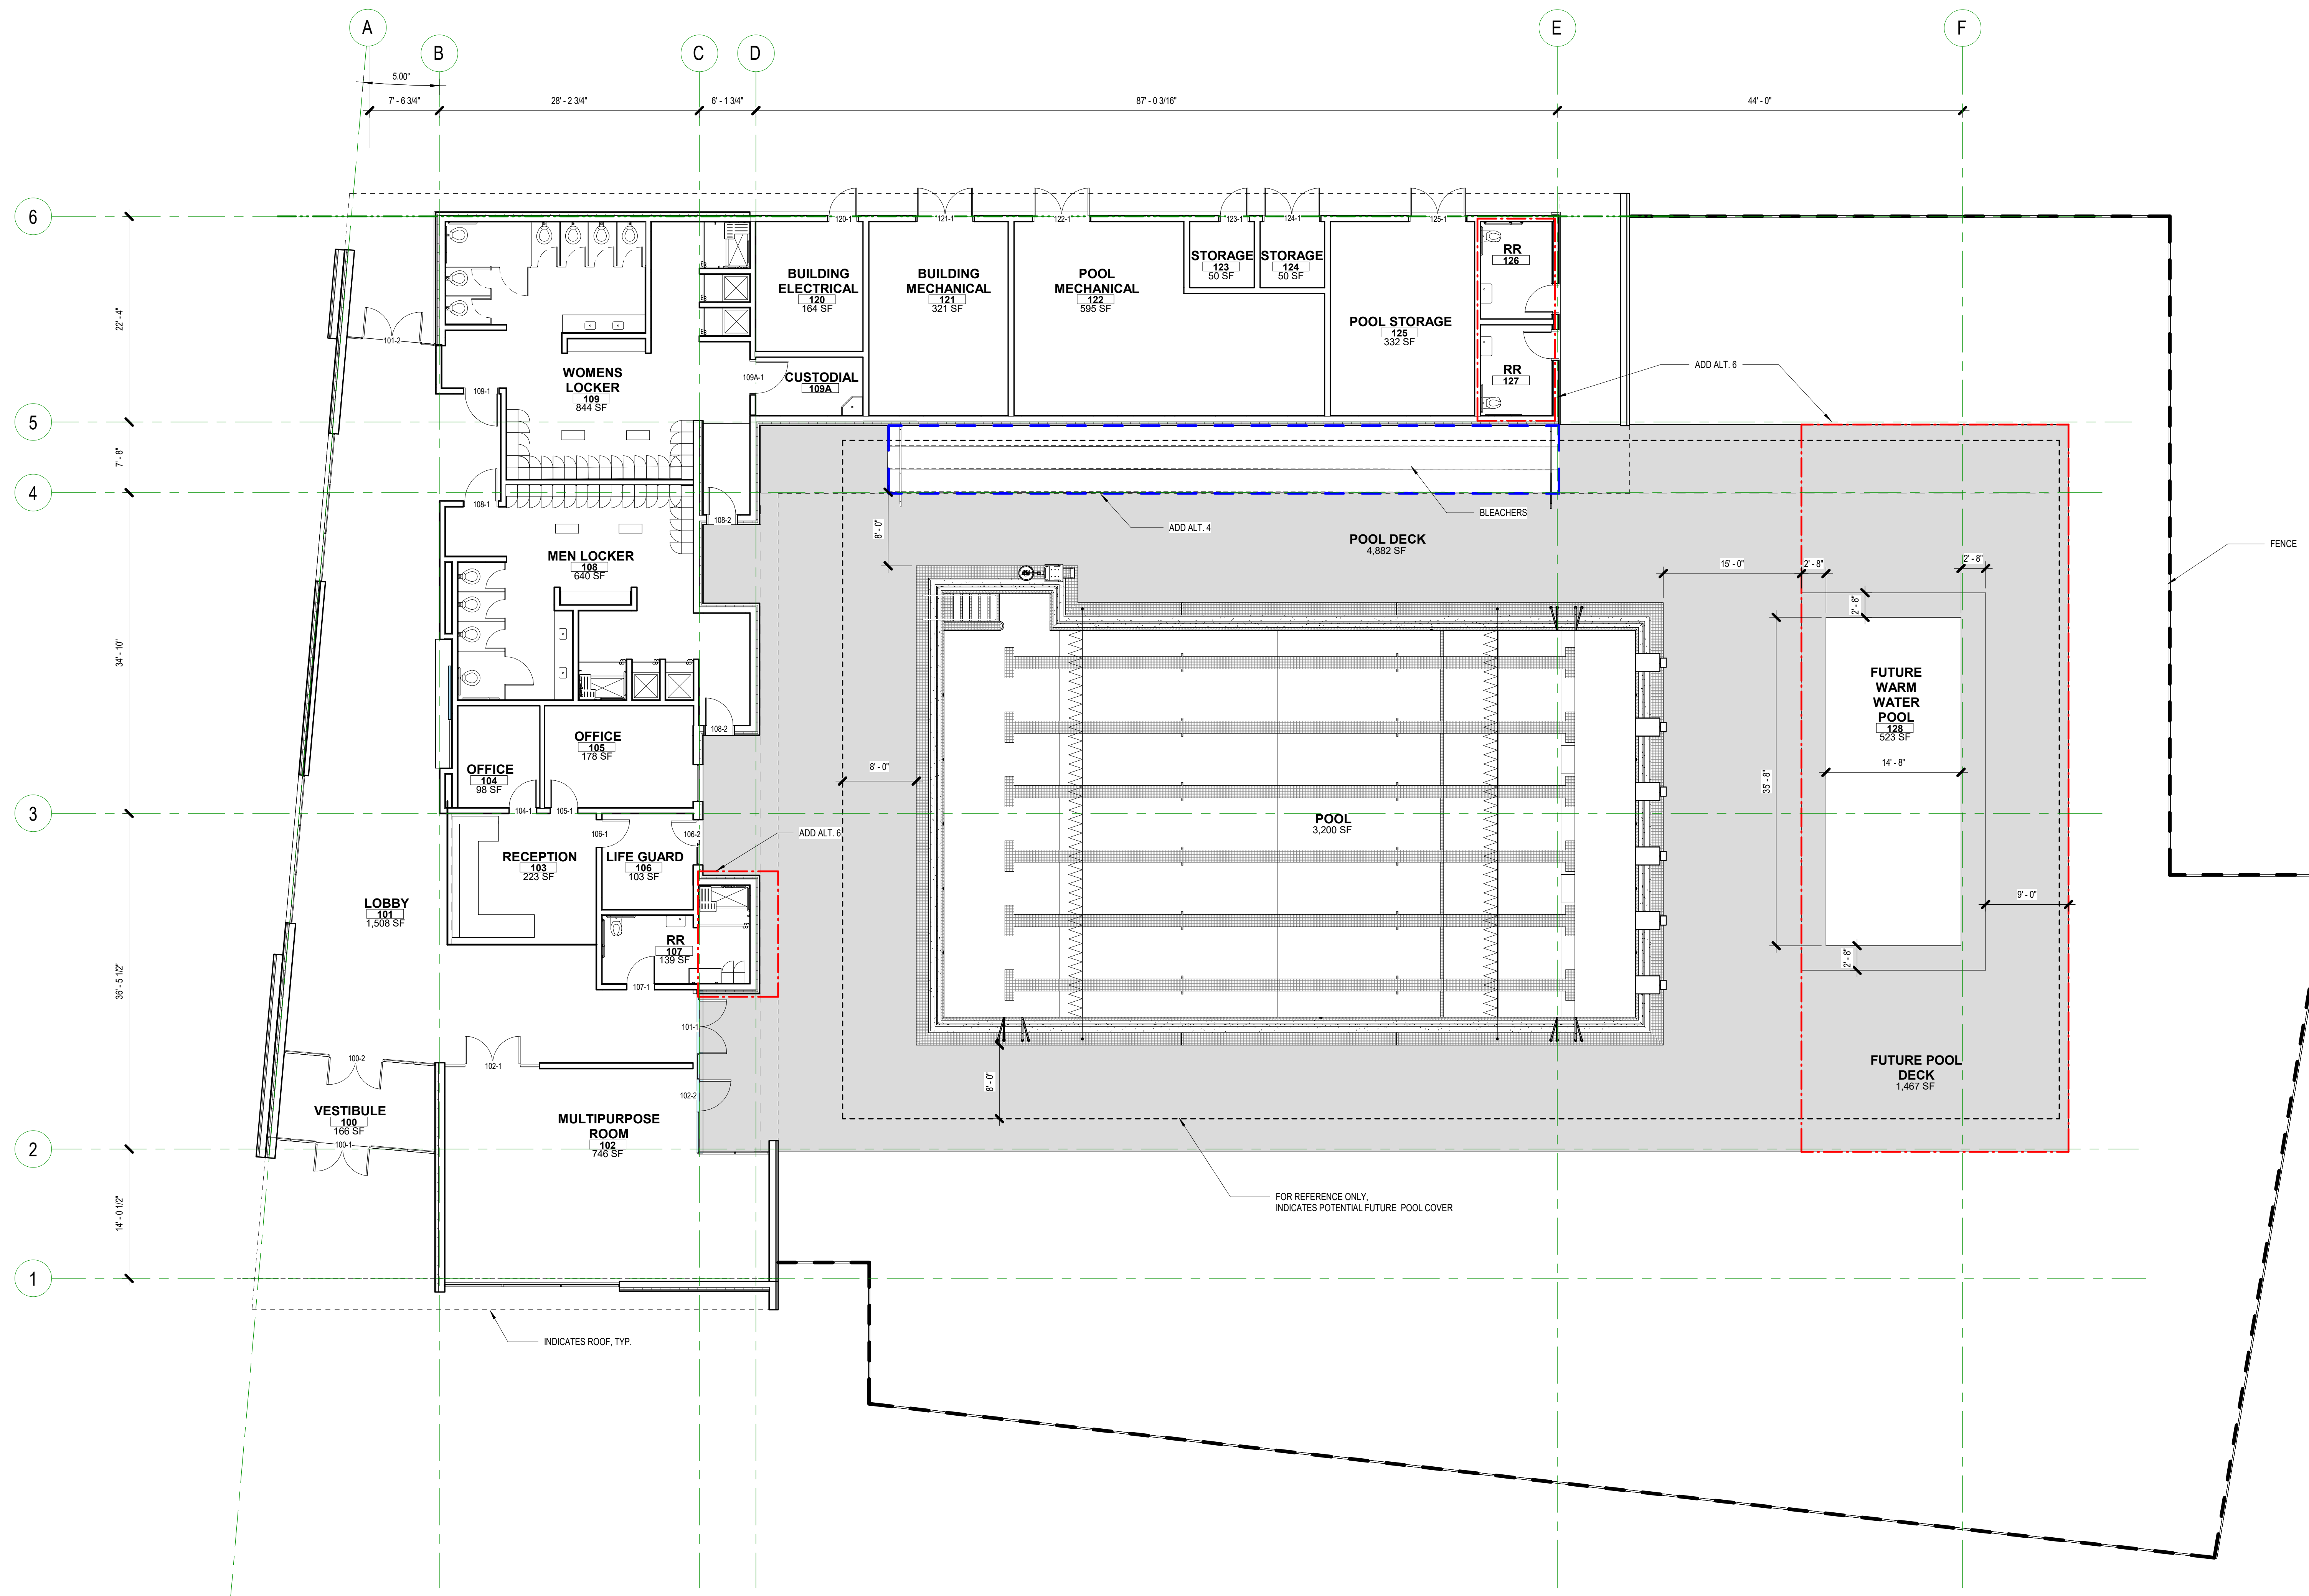 A
B
C
D
E
F
5.00°
7' - 6 3/4"
28' - 2 3/4"
6' - 1 3/4"
87' - 0 3/16"
44' - 0"
6
5
4
3
2
1
22' - 4"
7' - 8"
34' - 10"
36' - 5 1/2"
14' - 0 1/2"
120-1
121-1
122-1
123-1
124-1
125-1
BUILDING
ELECTRICAL
120
164 SF
BUILDING
MECHANICAL
121
321 SF
POOL
MECHANICAL
122
595 SF
STORAGE
123
50 SF
STORAGE
124
50 SF
POOL STORAGE
125
332 SF
RR
126
RR
127
ADD ALT. 6
101-2
WOMENS
LOCKER
109
844 SF
109-1
109A-1
CUSTODIAL
109A
108-1
108-2
MEN LOCKER
108
640 SF
108-2
BLEACHERS
ADD ALT. 4
8' - 0"
POOL DECK
4,882 SF
FENCE
15' - 0"
2' - 8"
2' - 8"
2' - 8"
FUTURE
WARM
WATER
POOL
128
523 SF
14' - 8"
35' - 8"
2' - 8"
9' - 0"
OFFICE
105
178 SF
OFFICE
104
98 SF
104-1
105-1
106-1
106-2
8' - 0"
POOL
3,200 SF
ADD ALT. 6
RECEPTION
103
223 SF
LIFE GUARD
106
103 SF
LOBBY
101
1,508 SF
RR
107
139 SF
107-1
101-1
100-2
102-1
102-2
8' - 0"
FUTURE POOL
DECK
1,467 SF
VESTIBULE
100
166 SF
100-1
MULTIPURPOSE
ROOM
102
746 SF
FOR REFERENCE ONLY,
INDICATES POTENTIAL FUTURE POOL COVER
INDICATES ROOF, TYP.